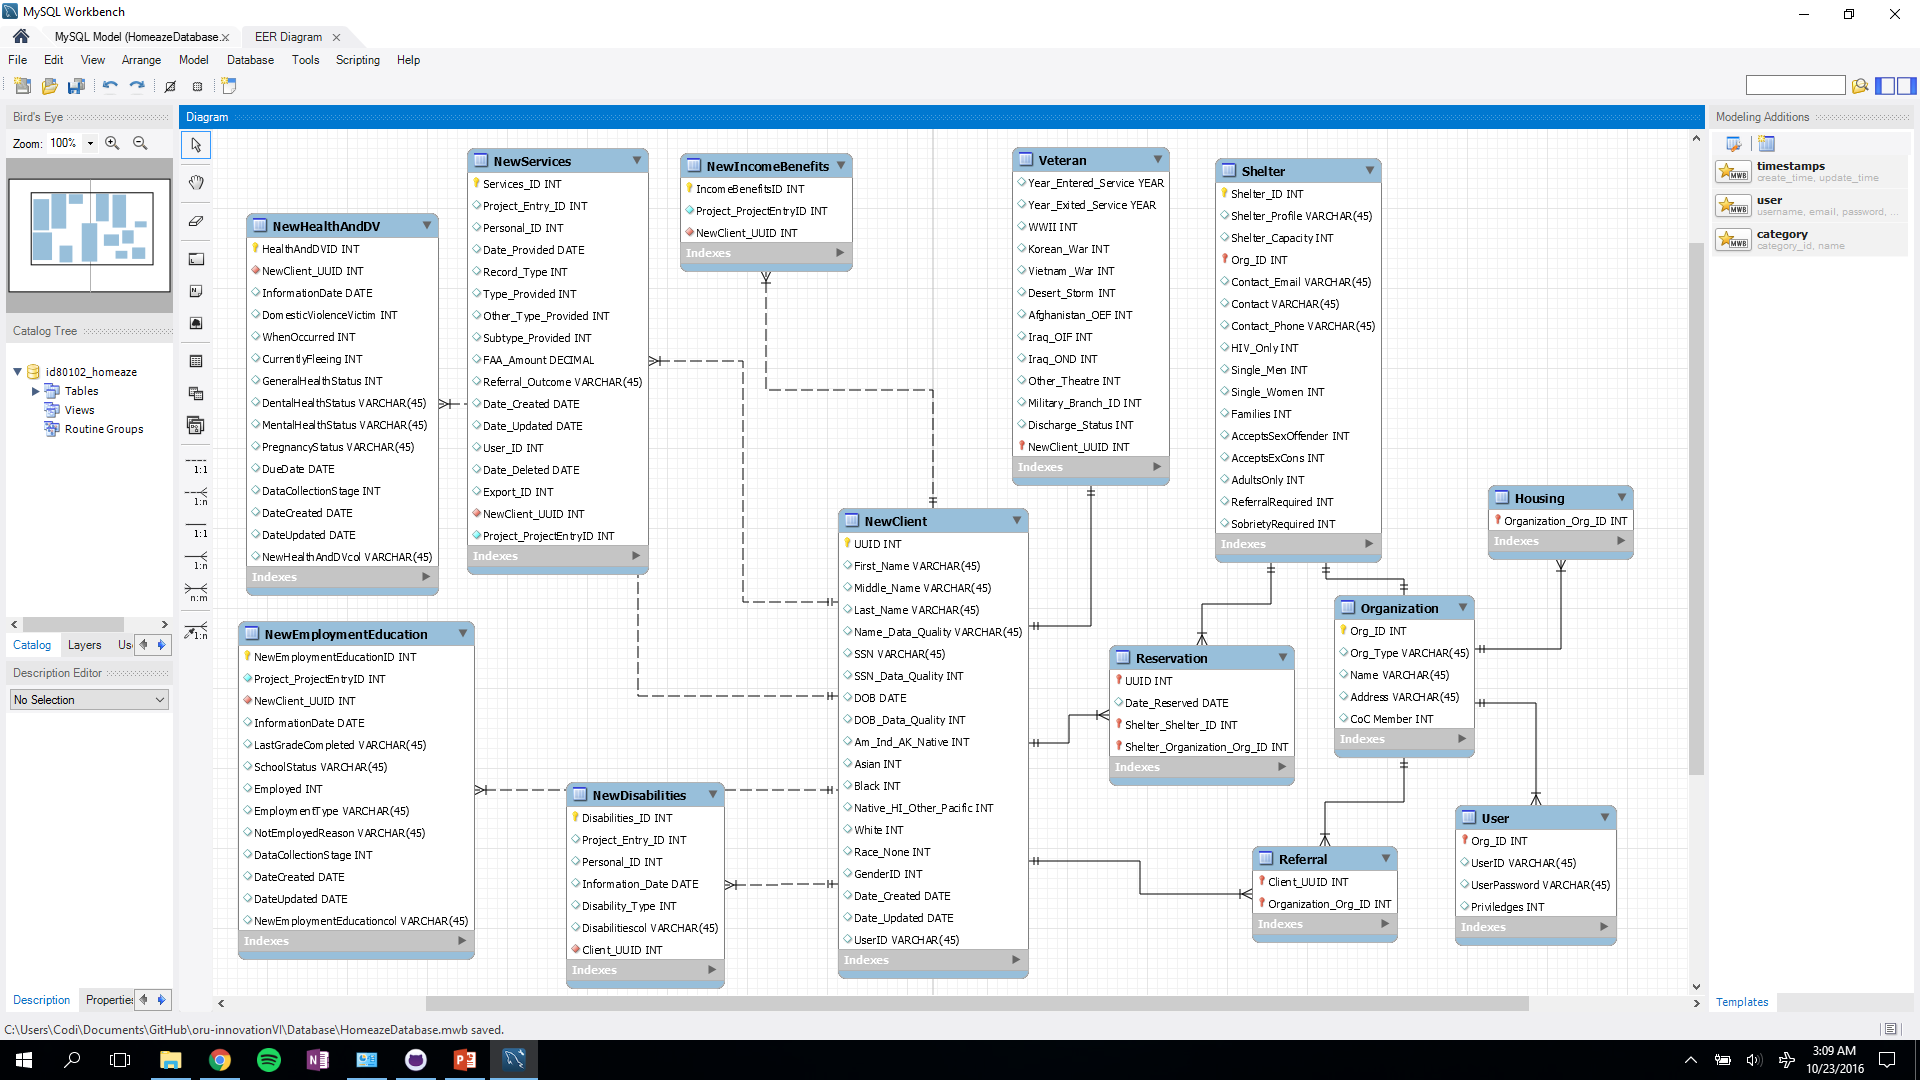 MySQL Workbench
MySQL Model (HomeazeDatabase. x
EER Diagram x
File Edit View Arrange Model Database Tools Scripting Help
Bird's Eye
Zoom: 100%
Catalog Tree
id80102_homeaze
Tables
Views
Routine Groups
Catalog Layers Us
Description Editor
No Selection
Description Properties
Diagram
1:1
1:n
1:1
1:n
n:m
1:n
NewHealthAndDV
HealthAndDVID INT
NewClient_UUID INT
InformationDate DATE
DomesticViolenceVictim INT
WhenOccurred INT
CurrentlyFleeing INT
GeneralHealthStatus INT
DentalHealthStatus VARCHAR(45)
MentalHealthStatus VARCHAR(45)
PregnancyStatus VARCHAR(45)
DueDate DATE
DataCollectionStage INT
DateCreated DATE
DateUpdated DATE
NewHealthAndDVcol VARCHAR(45)
Indexes
NewEmploymentEducation
NewEmploymentEducationID INT
Project_ProjectEntryID INT
NewClient_UUID INT
InformationDate DATE
LastGradeCompleted VARCHAR(45)
SchoolStatus VARCHAR(45)
Employed INT
EmploymentType VARCHAR(45)
NotEmployedReason VARCHAR(45)
DataCollectionStage INT
DateCreated DATE
DateUpdated DATE
NewEmploymentEducationcol VARCHAR(45)
Indexes
NewServices
Services_ID INT
Project_Entry_ID INT
Personal_ID INT
Date_Provided DATE
Record_Type INT
Type_Provided INT
Other_Type_Provided INT
Subtype_Provided INT
FAA_Amount DECIMAL
Referral_Outcome VARCHAR(45)
Date_Created DATE
Date_Updated DATE
User_ID INT
Date_Deleted DATE
Export_ID INT
NewClient_UUID INT
Project_ProjectEntryID INT
Indexes
NewDisabilities
Disabilities_ID INT
Project_Entry_ID INT
Personal_ID INT
Information_Date DATE
Disability_Type INT
Disabilitiescol VARCHAR(45)
Client_UUID INT
Indexes
NewIncomeBenefits
IncomeBenefitsID INT
Project_ProjectEntryID INT
NewClient_UUID INT
Indexes
NewClient
UUID INT
First_Name VARCHAR(45)
Middle_Name VARCHAR(45)
Last_Name VARCHAR(45)
Name_Data_Quality VARCHAR(45)
SSN VARCHAR(45)
SSN_Data_Quality INT
DOB DATE
DOB_Data_Quality INT
Am_Ind_AK_Native INT
Asian INT
Black INT
Native_HI_Other_Pacific INT
White INT
Race_None INT
GenderID INT
Date_Created DATE
Date_Updated DATE
UserID VARCHAR(45)
Indexes
Veteran
Year_Entered_Service YEAR
Year_Exited_Service YEAR
WWII INT
Korean_War INT
Vietnam_War INT
Desert_Storm INT
Afghanistan_OEF INT
Iraq_OIF INT
Iraq_OND INT
Other_Theatre INT
Military_Branch_ID INT
Discharge_Status INT
NewClient_UUID INT
Indexes
Shelter
Shelter_ID INT
Shelter_Profile VARCHAR(45)
Shelter_Capacity INT
Org_ID INT
Contact_Email VARCHAR(45)
Contact VARCHAR(45)
Contact_Phone VARCHAR(45)
HIV_Only INT
Single_Men INT
Single_Women INT
Families INT
AcceptsSexOffender INT
AcceptsExCons INT
AdultsOnly INT
ReferralRequired INT
SobrietyRequired INT
Indexes
Reservation
UUID INT
Date_Reserved DATE
Shelter_Shelter_ID INT
Shelter_Organization_Org_ID INT
Indexes
Housing
Organization_Org_ID INT
Indexes
Organization
Org_ID INT
Org_Type VARCHAR(45)
Name VARCHAR(45)
Address VARCHAR(45)
CoC Member INT
Indexes
Referral
Client_UUID INT
Organization_Org_ID INT
Indexes
User
Org_ID INT
UserID VARCHAR(45)
UserPassword VARCHAR(45)
Priviledges INT
Indexes
Modeling Additions
timestamps
create_time, update_time
user
username, email, password, ...
category
category_id, name
Templates
C:\Users\Codi\Documents\GitHub\oru-innovationVI\Database\HomeazeDatabase.mwb saved.
3:09 AM
10/23/2016